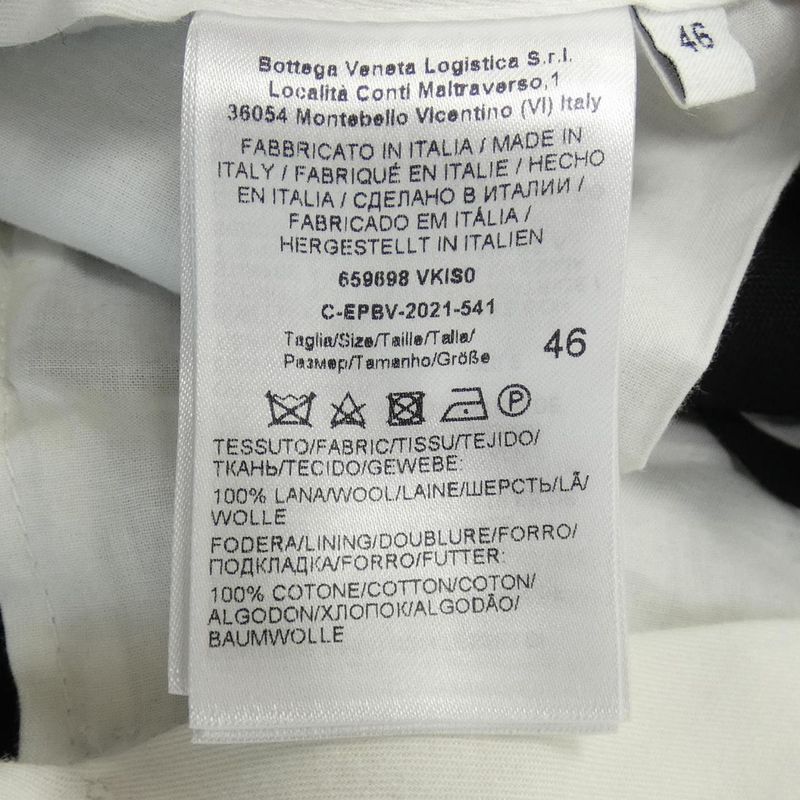 46
Bottega Veneta Logistica S.r.l.
Località Conti Maltraverso,1
36054 Montebello Vicentino (VI) Italy
FABBRICATO IN ITALIA / MADE IN
ITALY / FABRIQUÉ EN ITALIE / HECHO
EN ITALIA / СДЕЛАНО В ИТАЛИИ /
FABRICADO EM ITÁLIA /
HERGESTELLT IN ITALIEN
659698 VKIS0
C-EPBV-2021-541
Taglia/Size/Taille/Talla/
Размер/Tamanho/Größe
46
P
TESSUTO/FABRIC/TISSU/TEJIDO/
ТКАНЬ/TECIDO/GEWEBE:
100% LANA/WOOL/LAINE/ШЕРСТЬ/LÃ/
WOLLE
FODERA/LINING/DOUBLURE/FORRO/
ПОДКЛАДКА/FORRO/FUTTER:
100% COTONE/COTTON/COTON/
ALGODON/ХЛОПОК/ALGODÃO/
BAUMWOLLE